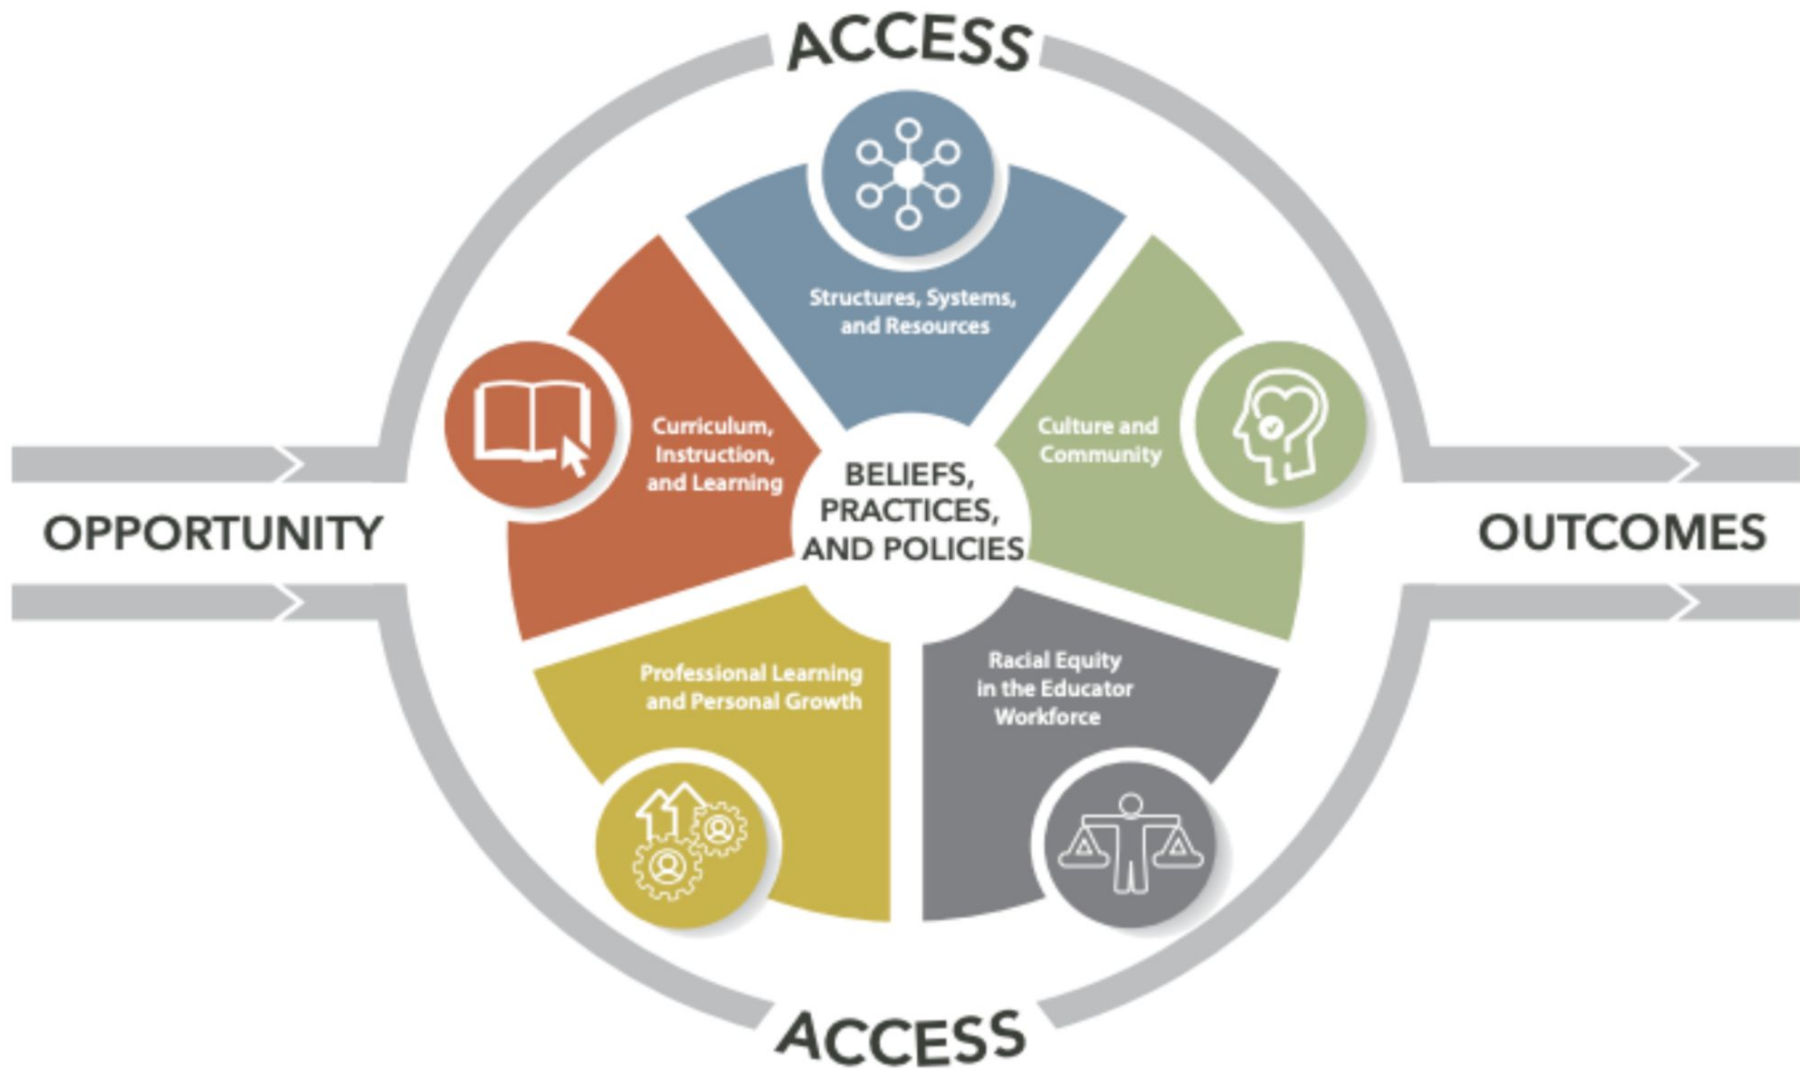 ACCESS
Structures, Systems,
and Resources
Curriculum,
Instruction,
and Learning
Culture and
Community
BELIEFS,
PRACTICES,
AND POLICIES
OPPORTUNITY
OUTCOMES
Professional Learning
and Personal Growth
Racial Equity
in the Educator
Workforce
ACCESS